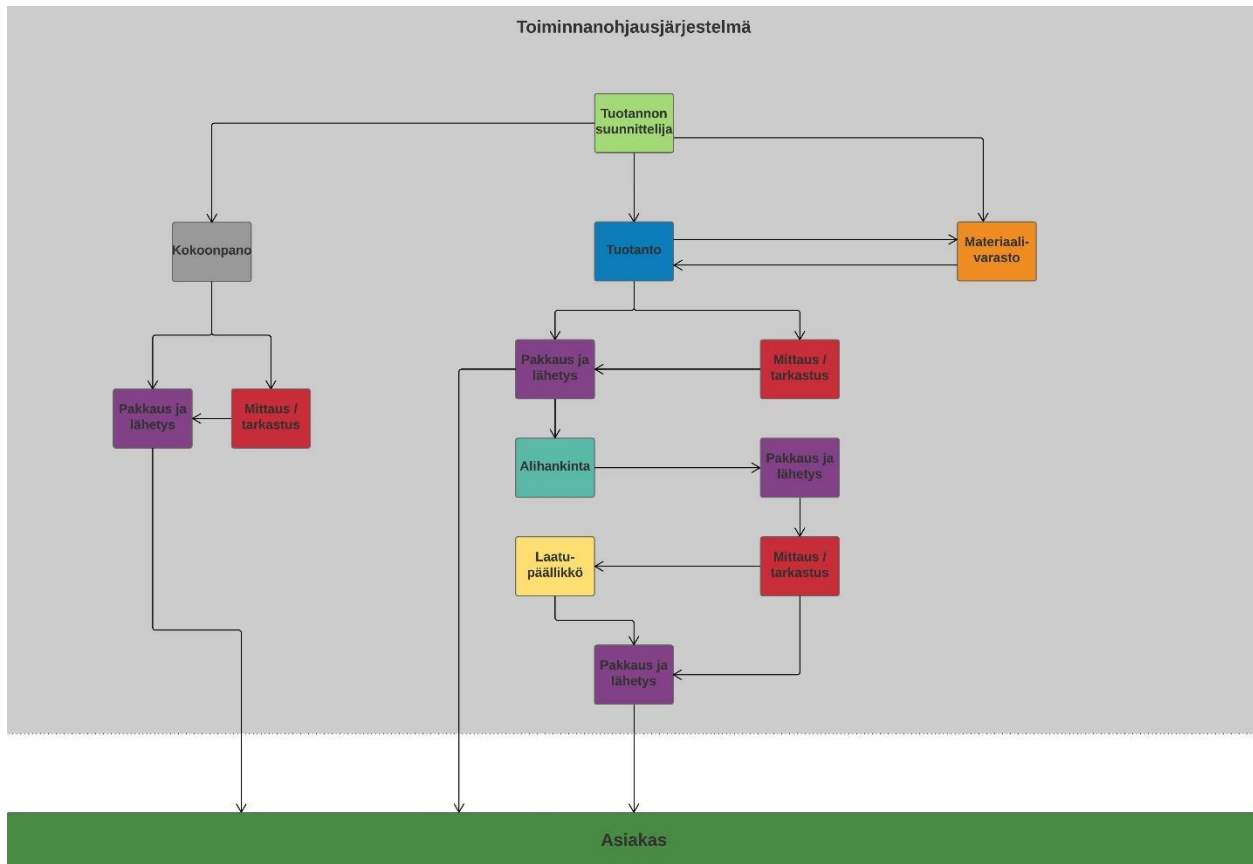 Toiminnanohjausjärjestelmä
Tuotannon
suunnittelija
Kokoonpano
Tuotanto
Materiaali-
varasto
Pakkaus ja
lähetys
Mittaus /
tarkastus
Pakkaus ja
lähetys
Mittaus /
tarkastus
Alihankinta
Pakkaus ja
lähetys
Laatu-
päällikkö
Mittaus /
tarkastus
Pakkaus ja
lähetys
Asiakas